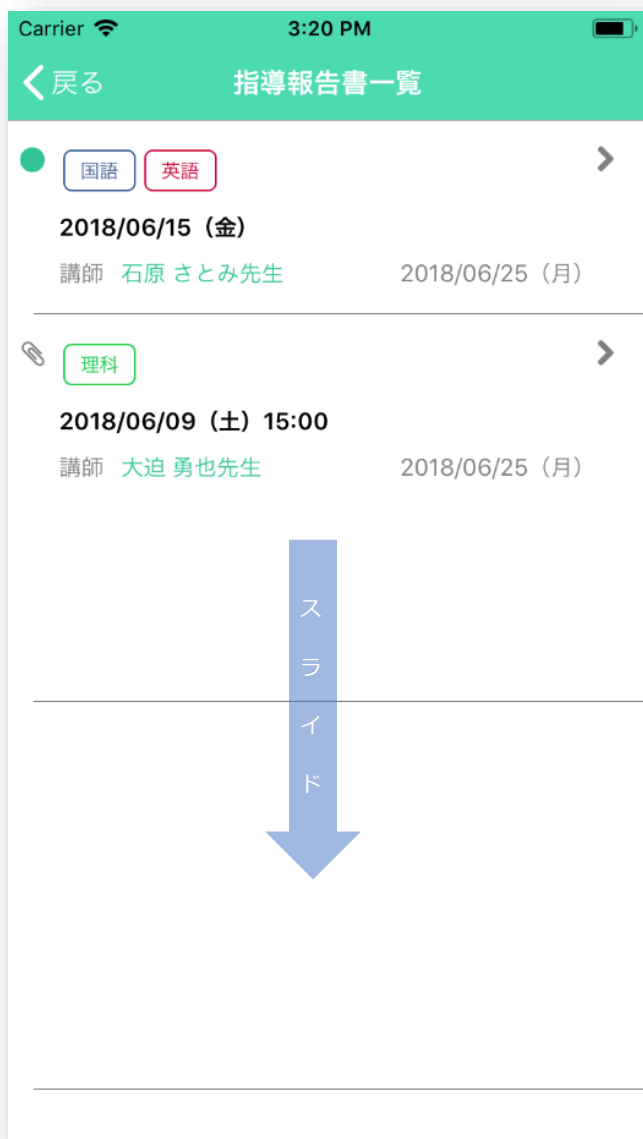 Carrier 3:20 PM
戻る 指導報告書一覧
国語 英語
2018/06/15（金）
講師 石原 さとみ先生 2018/06/25（月）
理科
2018/06/09（土）15:00
講師 大迫 勇也先生 2018/06/25（月）
スライド